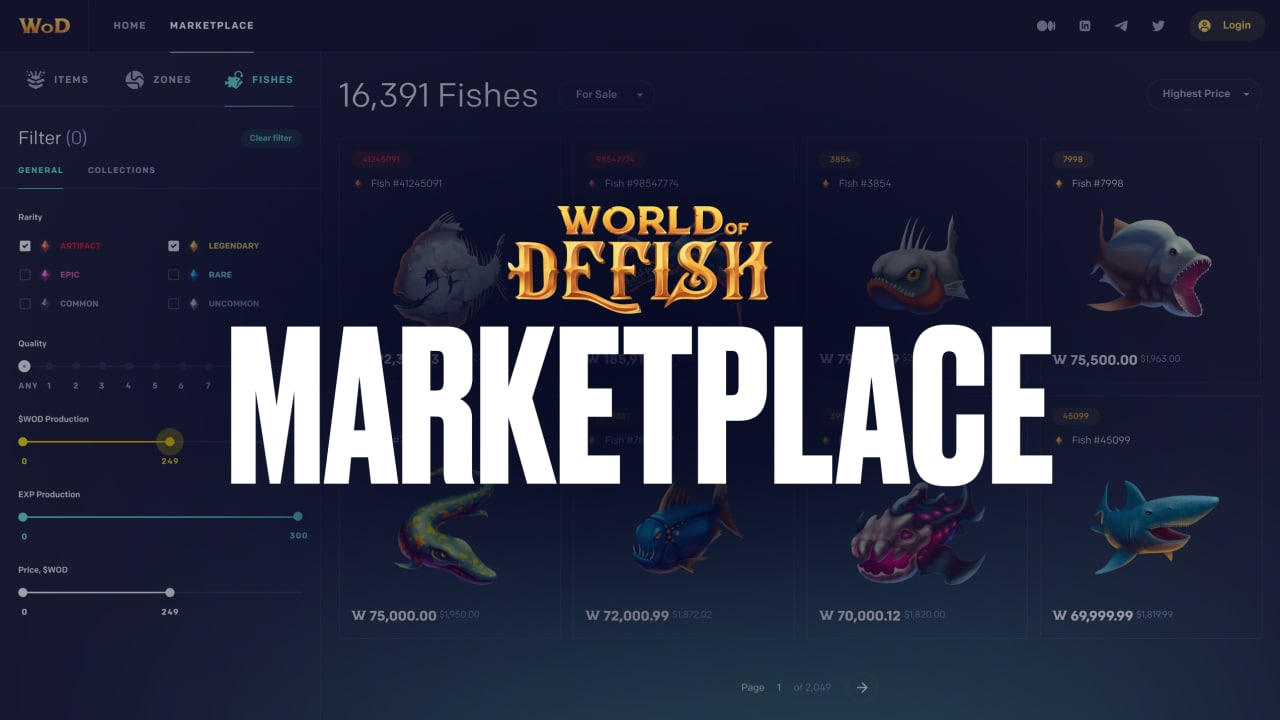 WoD
HOME
MARKETPLACE
Login
ITEMS
ZONES
FISHES
16,391 Fishes
For Sale
Highest Price
Filter (0)
Clear filter
GENERAL
COLLECTIONS
Rarity
ARTIFACT
LEGENDARY
EPIC
RARE
COMMON
UNCOMMON
Quality
ANY 1 2 3 4 5 6 7
$WOD Production
0 249
EXP Production
0 300
Price, $WOD
0 249
41245091
Fish #41245091
98547774
Fish #98547774
3854
Fish #3854
7998
Fish #7998
W 75,500.00 $1,963.00
WORLD OF
DEFISH
MARKETPLACE
45099
Fish #45099
W 75,000.00 $1,950.00
W 72,000.99 $1,872.02
W 70,000.12 $1,820.00
W 69,999.99 $1,819.99
Page 1 of 2,049